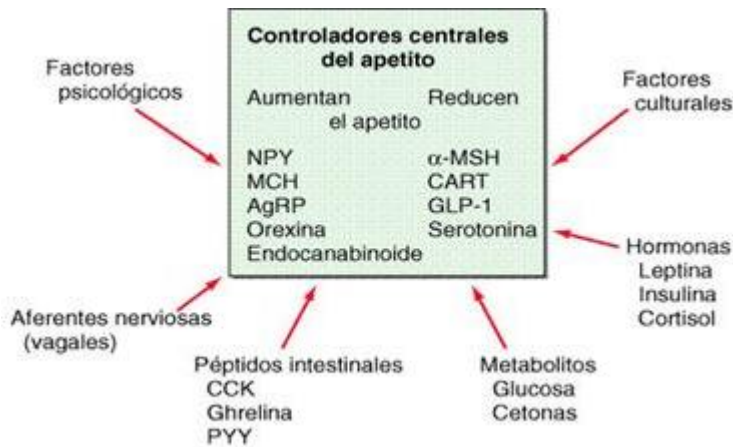 Controladores centrales
del apetito
Aumentan Reducen
el apetito
NPY α-MSH
MCH CART
AgRP GLP-1
Orexina Serotonina
Endocanabinoide
Factores
psicológicos
Factores
culturales
Hormonas
Leptina
Insulina
Cortisol
Aferentes nerviosas
(vagales)
Péptidos intestinales
CCK
Ghrelina
PYY
Metabolitos
Glucosa
Cetonas